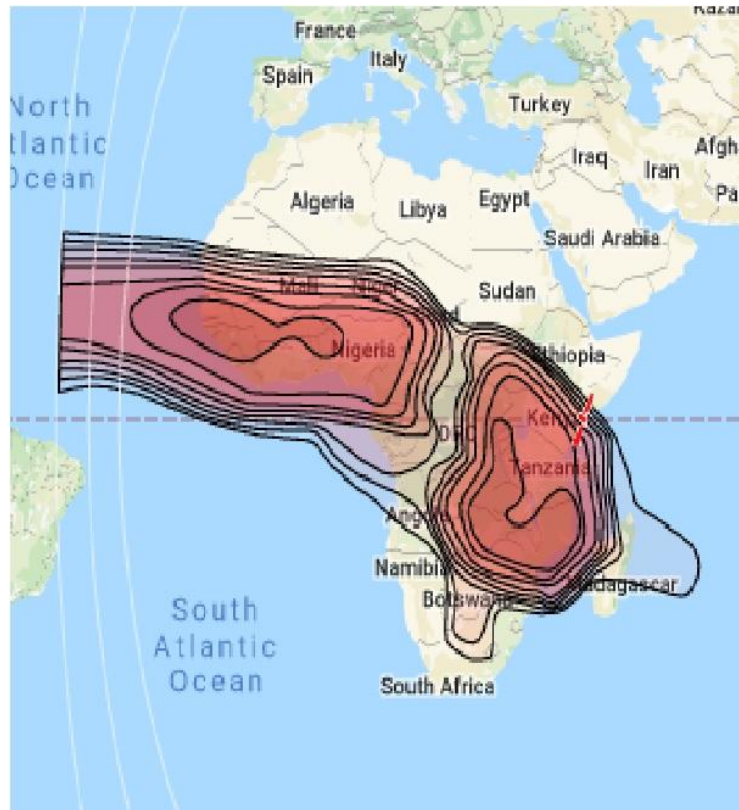 France
Italy
Spain
North
Turkey
tlantic
Ocean
Iraq
Iran
Afgh
Pa
Algeria
Libya
Egypt
Saudi Arabia
Mali
Niger
Sudan
Nigeria
Ethiopia
Kenya
DRC
Tanzania
Angola
Namibia
Botswana
Madagascar
South
Atlantic
Ocean
South Africa